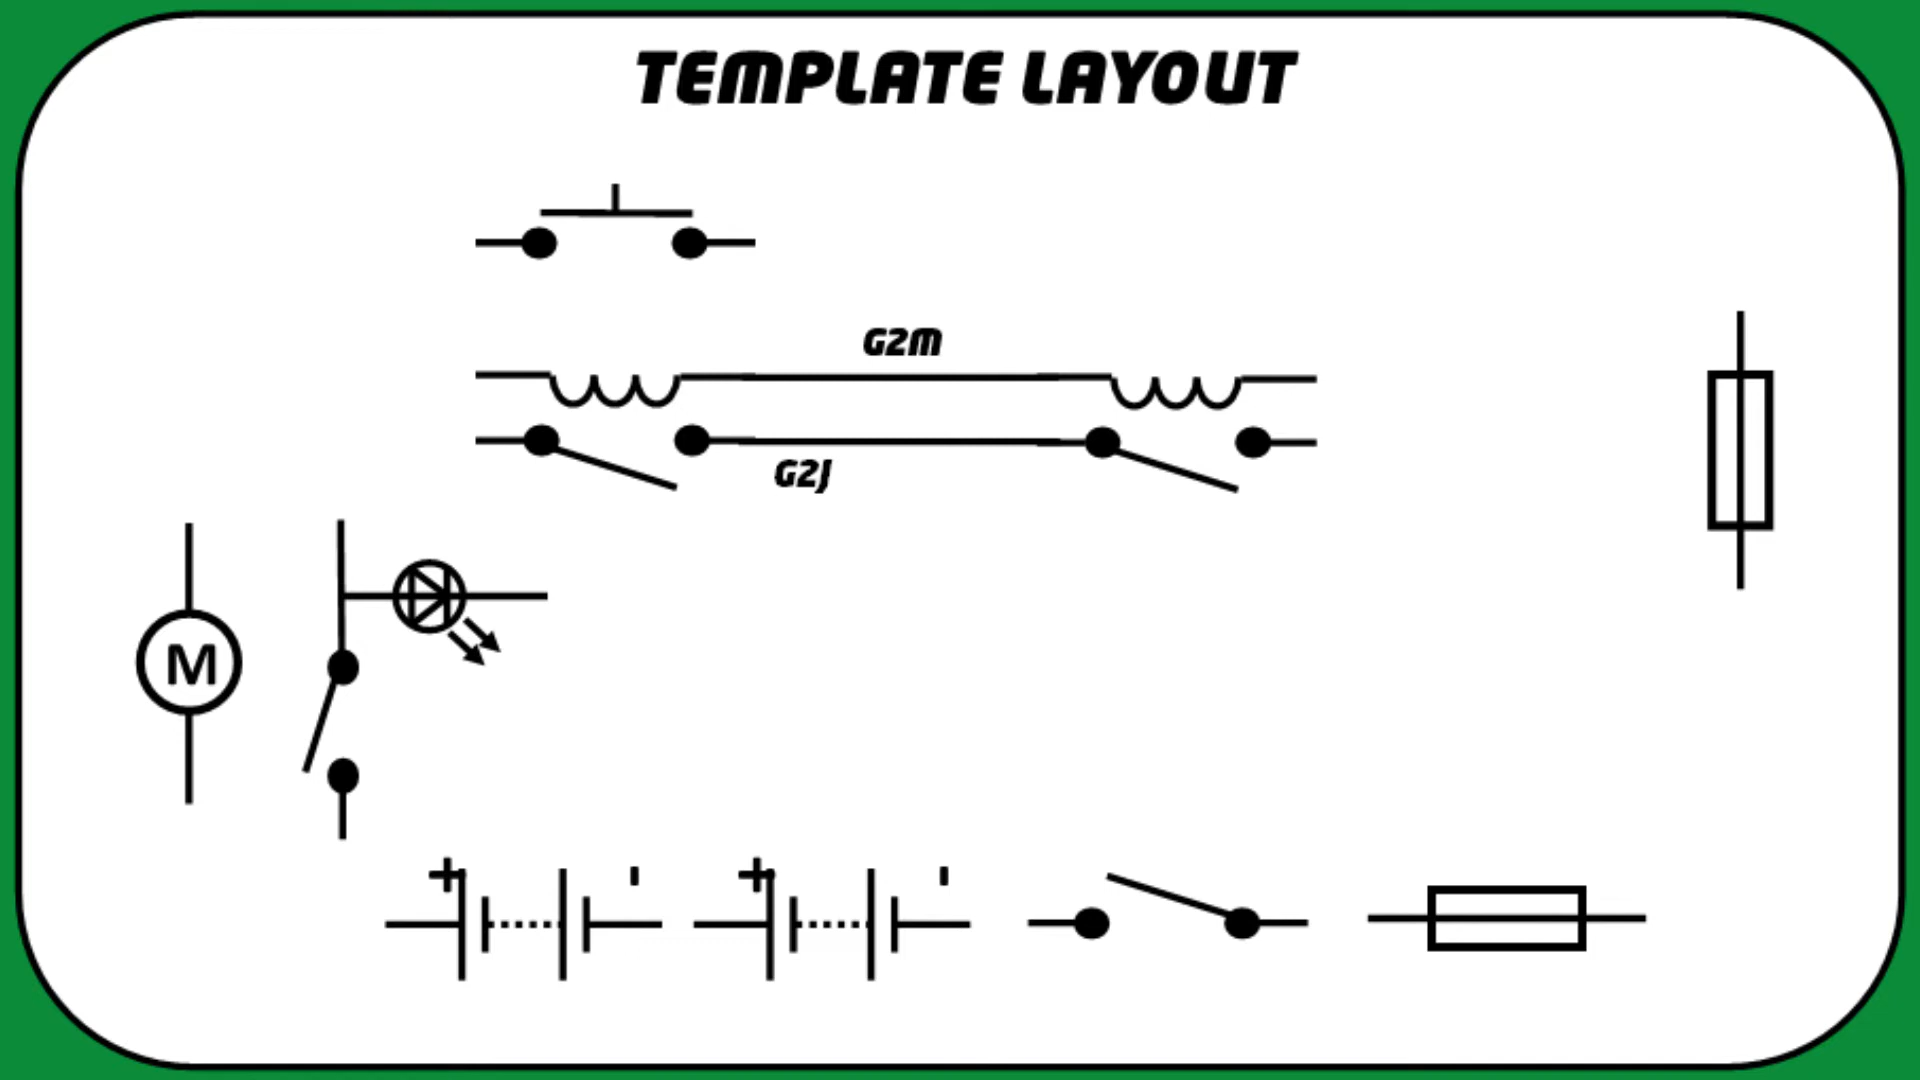 TEMPLATE LAYOUT
G2M
G2J
M
+ ' + '